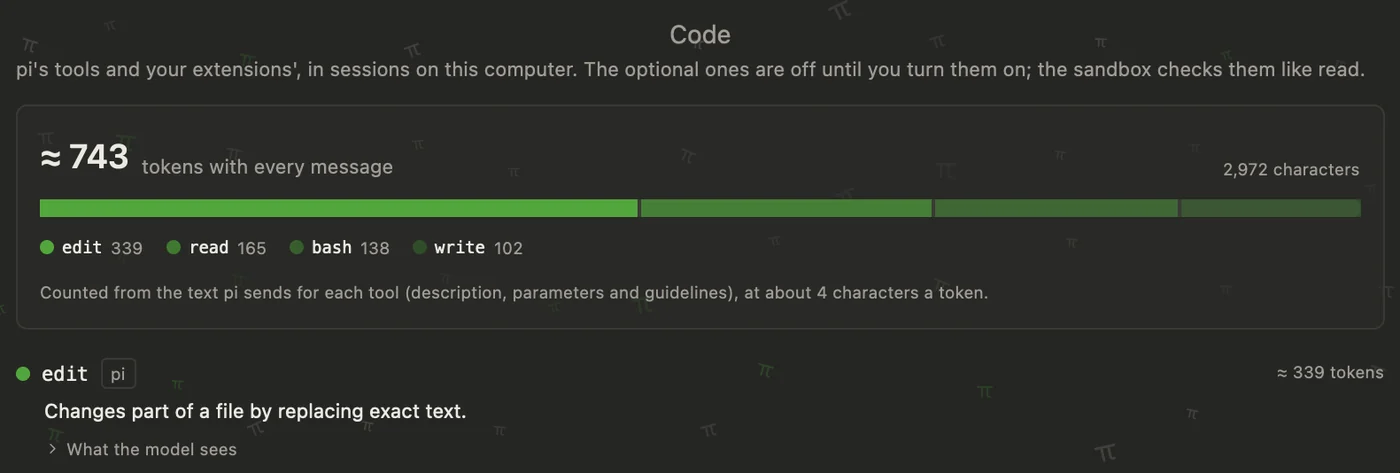 Code
pi's tools and your extensions', in sessions on this computer. The optional ones are off until you turn them on; the sandbox checks them like read.
≈ 743 tokens with every message 2,972 characters
edit 339 read 165 bash 138 write 102
Counted from the text pi sends for each tool (description, parameters and guidelines), at about 4 characters a token.
edit pi ≈ 339 tokens
Changes part of a file by replacing exact text.
What the model sees